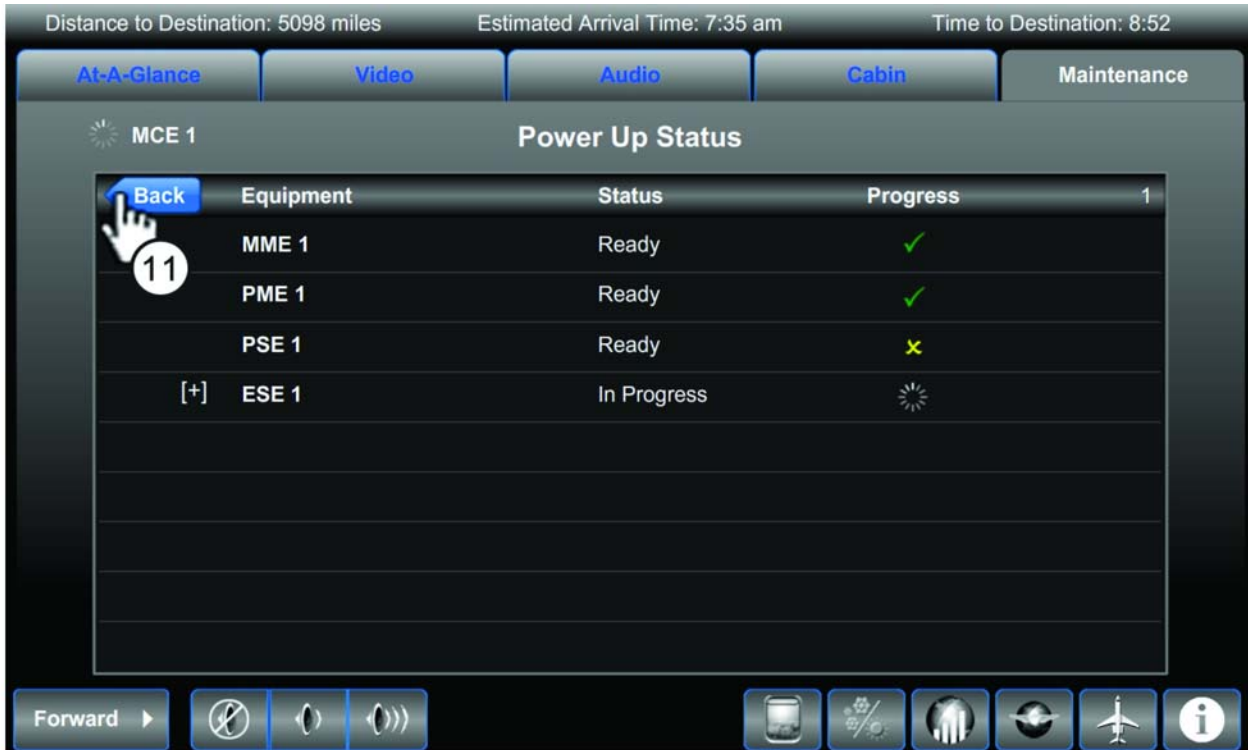 Distance to Destination: 5098 miles Estimated Arrival Time: 7:35 am Time to Destination: 8:52
At-A-Glance Video Audio Cabin Maintenance
MCE 1 Power Up Status
Back Equipment Status Progress 1
11
MME 1 Ready
PME 1 Ready
PSE 1 Ready
[+] ESE 1 In Progress
Forward